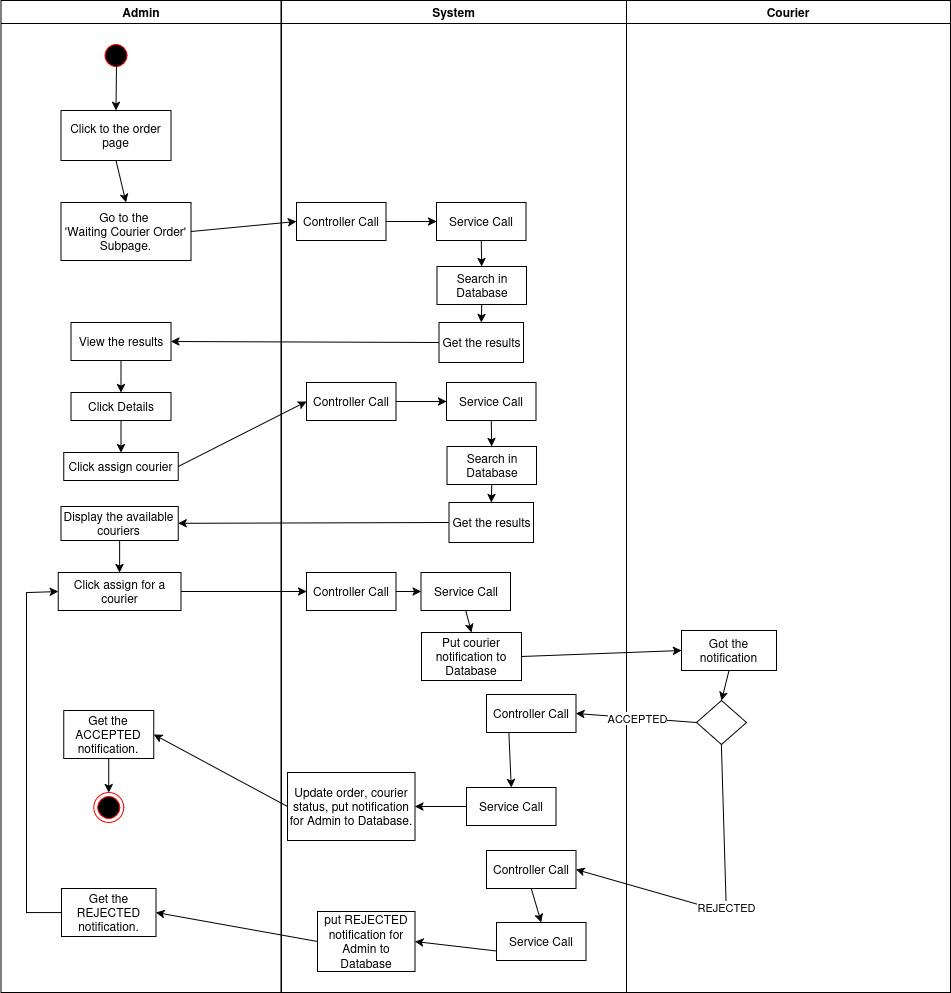 Admin
System
Courier
Click to the order
page
Go to the
'Waiting Courier Order'
Subpage.
Controller Call
Service Call
Search in
Database
Get the results
View the results
Click Details
Click assign courier
Controller Call
Service Call
Search in
Database
Get the results
Display the available
couriers
Click assign for a
courier
Controller Call
Service Call
Put courier
notification to
Database
Got the
notification
ACCEPTED
Controller Call
Service Call
Update order, courier
status, put notification
for Admin to Database.
Get the
ACCEPTED
notification.
REJECTED
Controller Call
Service Call
put REJECTED
notification for
Admin to
Database
Get the
REJECTED
notification.